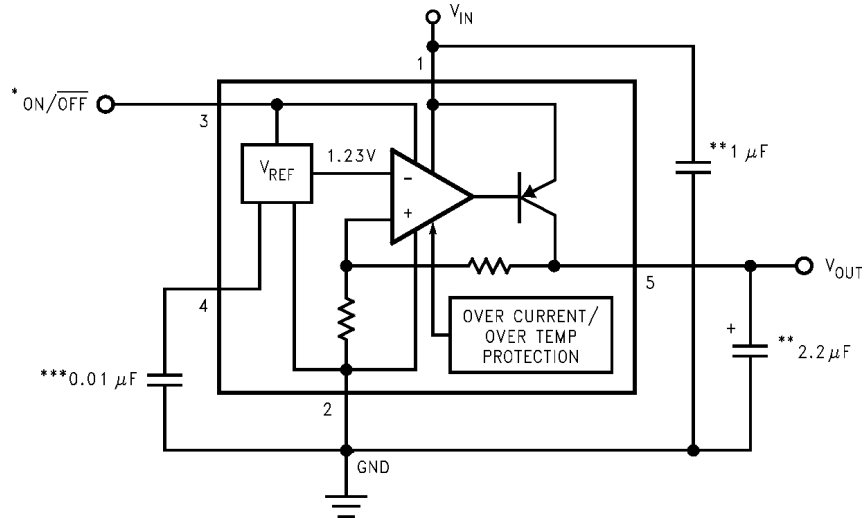 V_IN
1
*ON/OFF
3
1.23V
V_REF
−
+
**1 μF
V_OUT
5
4
OVER CURRENT/
OVER TEMP
PROTECTION
+
**2.2 μF
***0.01 μF
2
GND